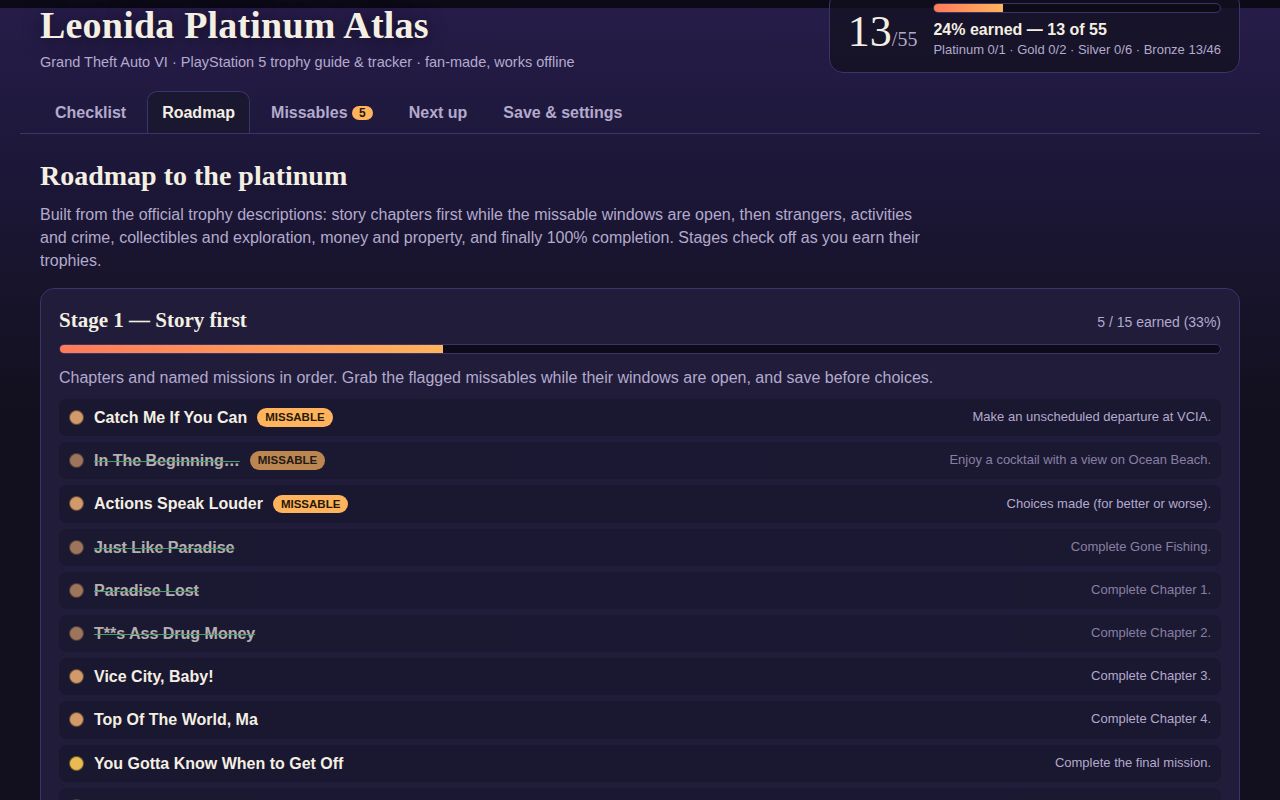 Leonida Platinum Atlas
Grand Theft Auto VI · PlayStation 5 trophy guide & tracker · fan-made, works offline
13/55
24% earned — 13 of 55
Platinum 0/1 · Gold 0/2 · Silver 0/6 · Bronze 13/46
Checklist
Roadmap
Missables 5
Next up
Save & settings
Roadmap to the platinum
Built from the official trophy descriptions: story chapters first while the missable windows are open, then strangers, activities
and crime, collectibles and exploration, money and property, and finally 100% completion. Stages check off as you earn their
trophies.
Stage 1 — Story first
5 / 15 earned (33%)
Chapters and named missions in order. Grab the flagged missables while their windows are open, and save before choices.
Catch Me If You Can MISSABLE Make an unscheduled departure at VCIA.
In The Beginning… MISSABLE Enjoy a cocktail with a view on Ocean Beach.
Actions Speak Louder MISSABLE Choices made (for better or worse).
Just Like Paradise Complete Gone Fishing.
Paradise Lost Complete Chapter 1.
T**s Ass Drug Money Complete Chapter 2.
Vice City, Baby! Complete Chapter 3.
Top Of The World, Ma Complete Chapter 4.
You Gotta Know When to Get Off Complete the final mission.